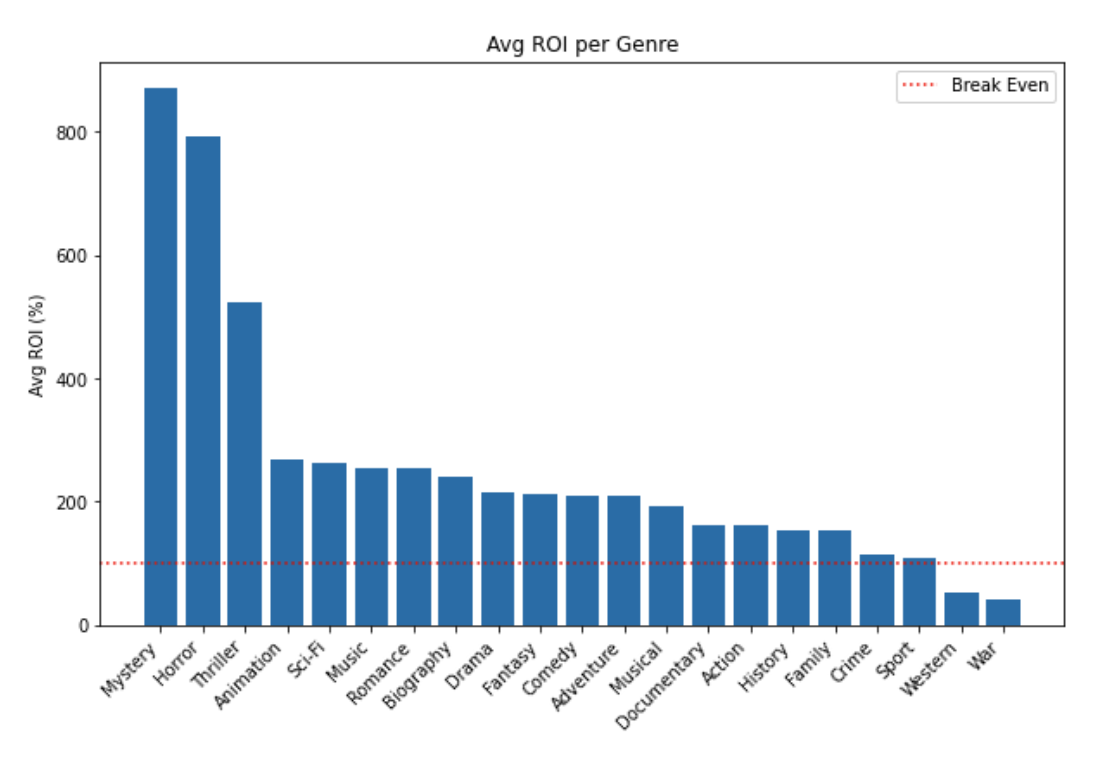 Avg ROI per Genre
Break Even
Avg ROI (%)
800
600
400
200
0
Mystery
Horror
Thriller
Animation
Sci-Fi
Music
Romance
Biography
Drama
Fantasy
Comedy
Adventure
Musical
Documentary
Action
History
Family
Crime
Sport
Western
War